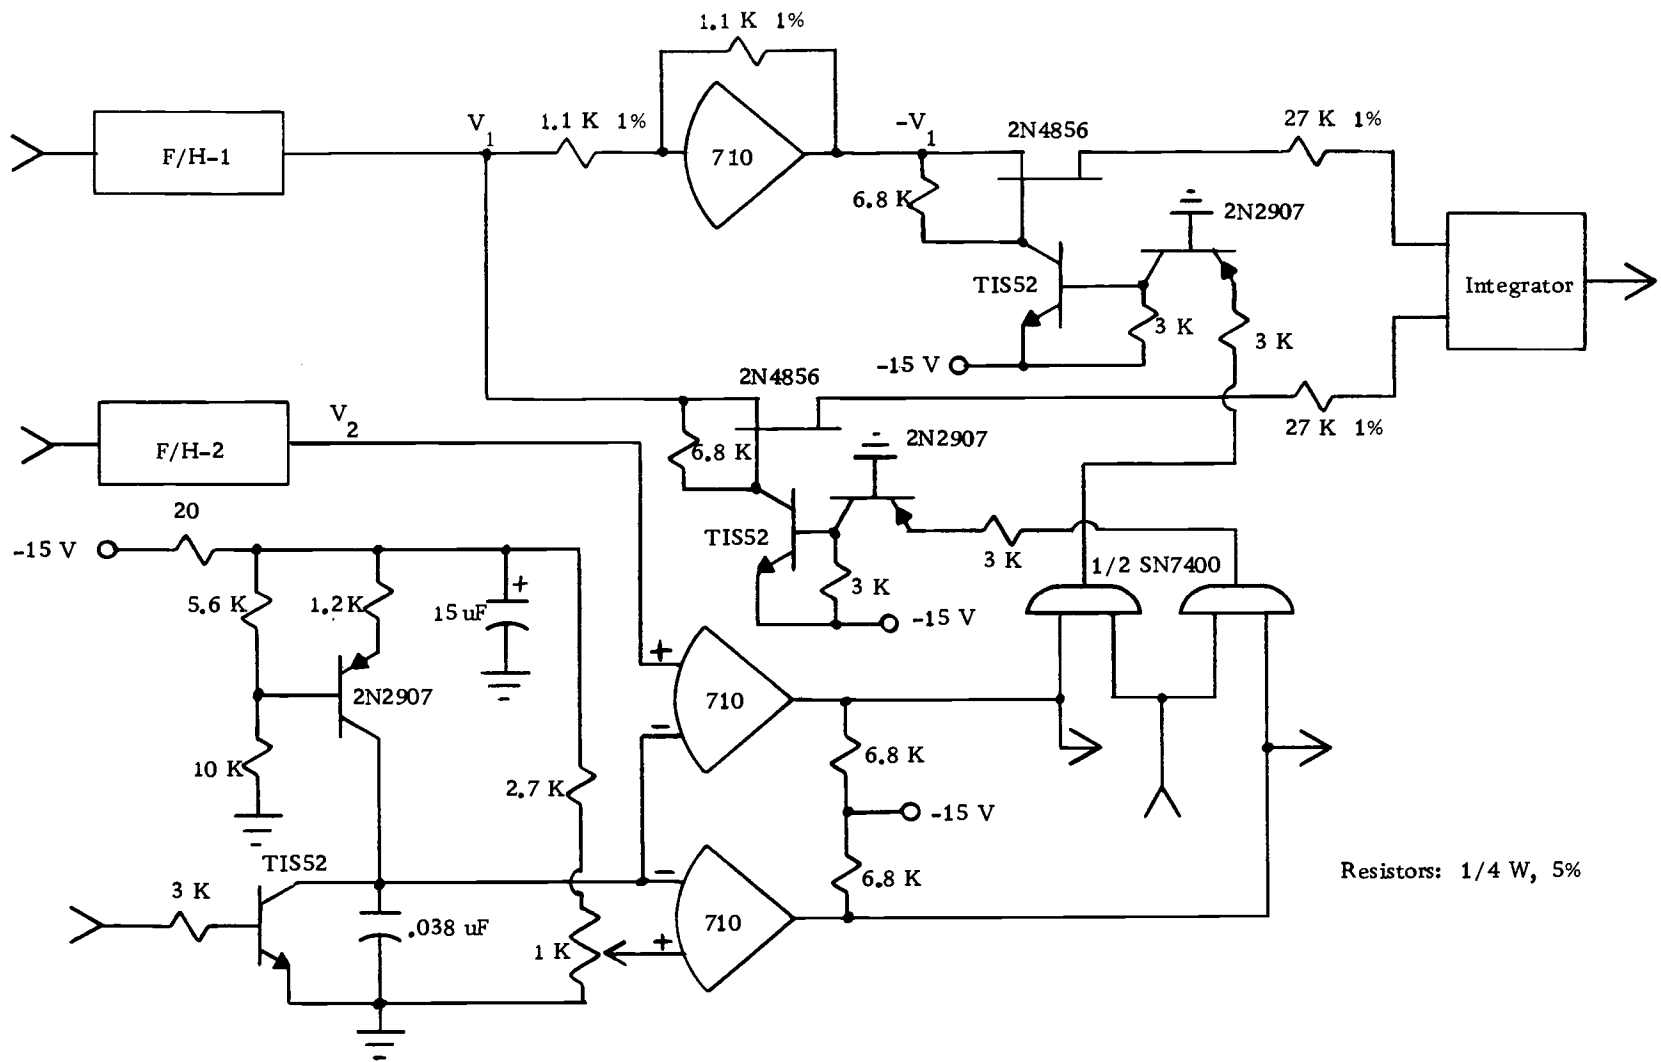 1.1 K 1%
F/H-1
V1
1.1 K 1%
710
-V1
2N4856
27 K 1%
6.8 K
2N2907
TIS52
3 K
3 K
-15 V
Integrator
2N4856
27 K 1%
F/H-2
V2
6.8 K
2N2907
TIS52
3 K
3 K
-15 V
1/2 SN7400
20
-15 V
5.6 K
1.2 K
15 uF
+
2N2907
10 K
2.7 K
+
710
-
6.8 K
-15 V
6.8 K
TIS52
3 K
.038 uF
1 K
-
710
+
Resistors: 1/4 W, 5%